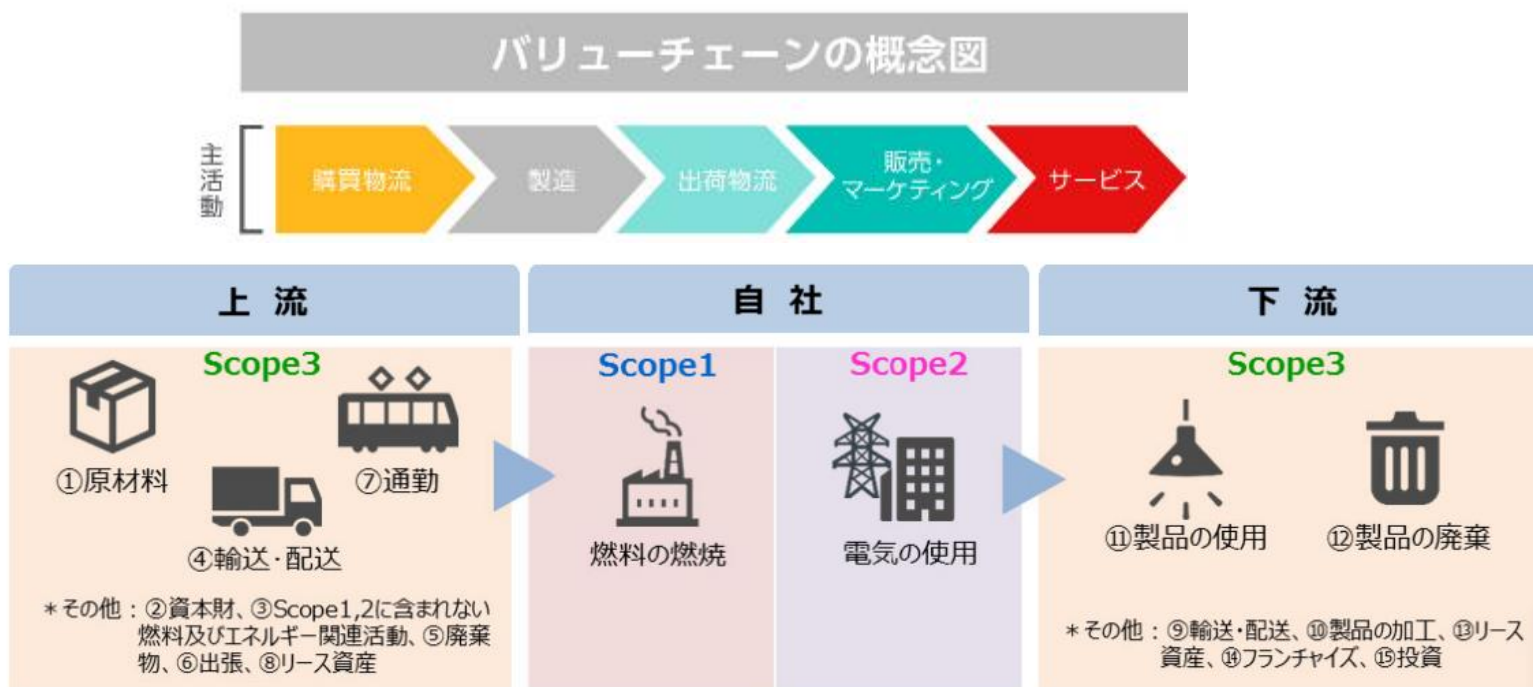 バリューチェーンの概念図
主活動
購買物流
製造
出荷物流
販売・
マーケティング
サービス
上 流
自 社
下 流
Scope3
①原材料
⑦通勤
④輸送・配送
＊その他：②資本財、③Scope1,2に含まれない
燃料及びエネルギー関連活動、⑤廃棄
物、⑥出張、⑧リース資産
Scope1
燃料の燃焼
Scope2
電気の使用
Scope3
⑪製品の使用
⑫製品の廃棄
＊その他：⑨輸送・配送、⑩製品の加工、⑬リース
資産、⑭フランチャイズ、⑮投資